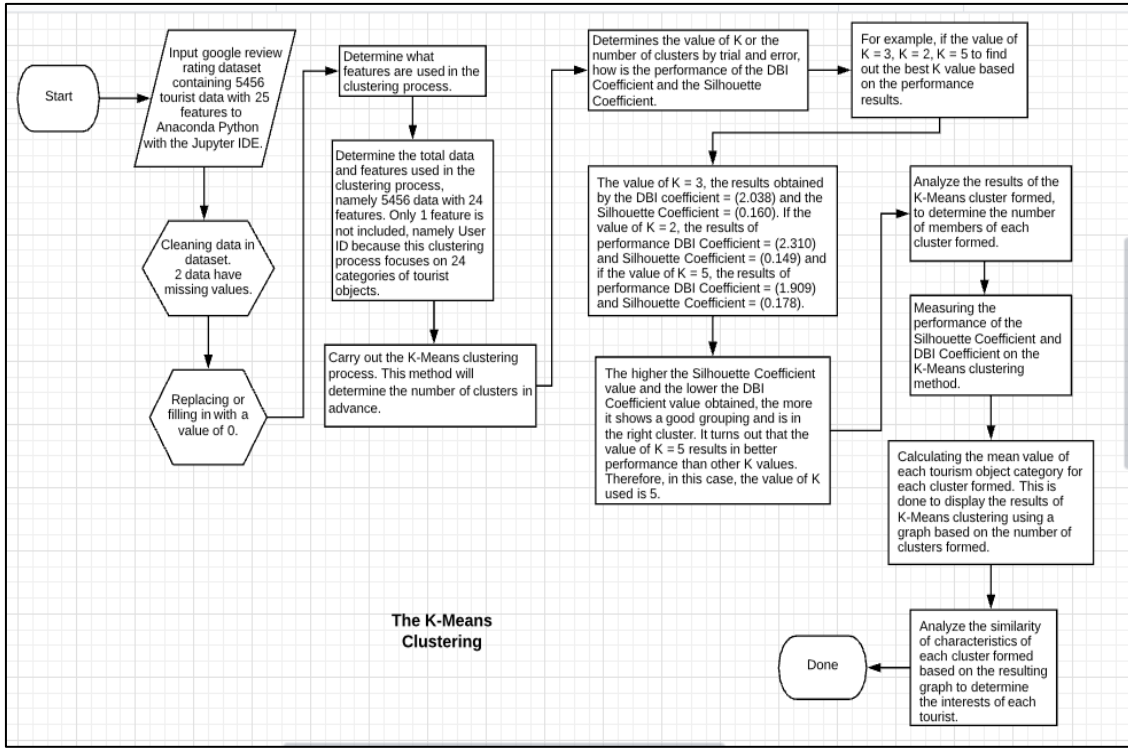 Start
Input google review
rating dataset
containing 5456
tourist data with 25
features to
Anaconda Python
with the Jupyter IDE.
Cleaning data in
dataset.
2 data have
missing values.
Replacing or
filling in with a
value of 0.
Determine what
features are used in the
clustering process.
Determine the total data
and features used in the
clustering process,
namely 5456 data with 24
features. Only 1 feature is
not included, namely User
ID because this clustering
process focuses on 24
categories of tourist
objects.
Carry out the K-Means clustering
process. This method will
determine the number of clusters in
advance.
Determines the value of K or the
number of clusters by trial and error,
how is the performance of the DBI
Coefficient and the Silhouette
Coefficient.
For example, if the value of
K = 3, K = 2, K = 5 to find
out the best K value based
on the performance
results.
The value of K = 3, the results obtained
by the DBI coefficient = (2.038) and the
Silhouette coefficient = (0.160). If the
value of K = 2, the results of
performance DBI Coefficient = (2.310)
and Silhouette Coefficient = (0.149) and
if the value of K = 5, the results of
performance DBI Coefficient = (1.909)
and Silhouette Coefficient = (0.178).
The higher the Silhouette Coefficient
value and the lower the DBI
Coefficient value obtained, the more
it shows a good grouping and is in
the right cluster. It turns out that the
value of K = 5 results in better
performance than other K values.
Therefore, in this case, the value of K
used is 5.
Analyze the results of the
K-Means cluster formed,
to determine the number
of members of each
cluster formed.
Measuring the
performance of the
Silhouette Coefficient and
DBI Coefficient on the
K-Means clustering
method.
Calculating the mean value of
each tourism object category for
each cluster formed. This is
done to display the results of
K-Means clustering using a
graph based on the number of
clusters formed.
Analyze the similarity
of characteristics of
each cluster formed
based on the resulting
graph to determine
the interests of each
tourist.
Done
The K-Means
Clustering